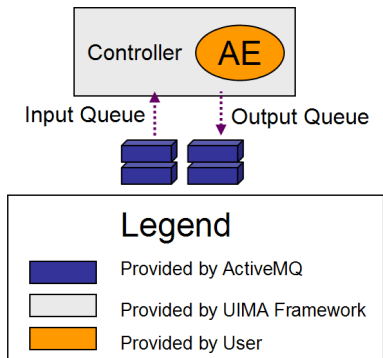 Controller
AE
Input Queue
Output Queue
Legend
Provided by ActiveMQ
Provided by UIMA Framework
Provided by User